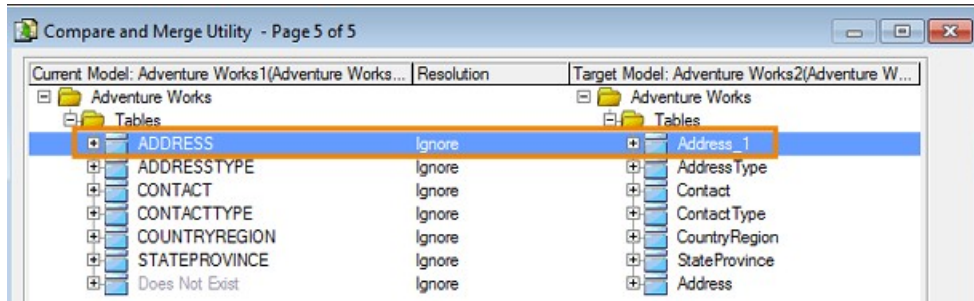 Compare and Merge Utility - Page 5 of 5
Current Model: Adventure Works1(Adventure Works... Resolution Target Model: Adventure Works2(Adventure W...
Adventure Works Adventure Works
Tables Tables
ADDRESS Ignore Address_1
ADDRESSTYPE Ignore AddressType
CONTACT Ignore Contact
CONTACTTYPE Ignore ContactType
COUNTRYREGION Ignore CountryRegion
STATEPROVINCE Ignore StateProvince
Does Not Exist Ignore Address